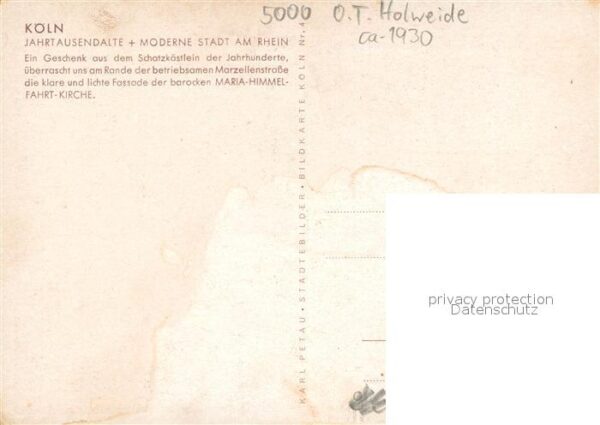 5000 O.T. Holweide
ca-1930
KÖLN
JAHRTAUSENDALTE + MODERNE STADT AM RHEIN
Ein Geschenk aus dem Schatzkästlein der Jahrhunderte,
überrascht uns am Rande der betriebsamen Marzellenstraße
die klare und lichte Fassade der barocken MARIA-HIMMEL-
FAHRT-KIRCHE.
KARL PETAU · STÄDTEBILDER · BILDKARTE KÖLN Nr. 4
privacy protection
Datenschutz